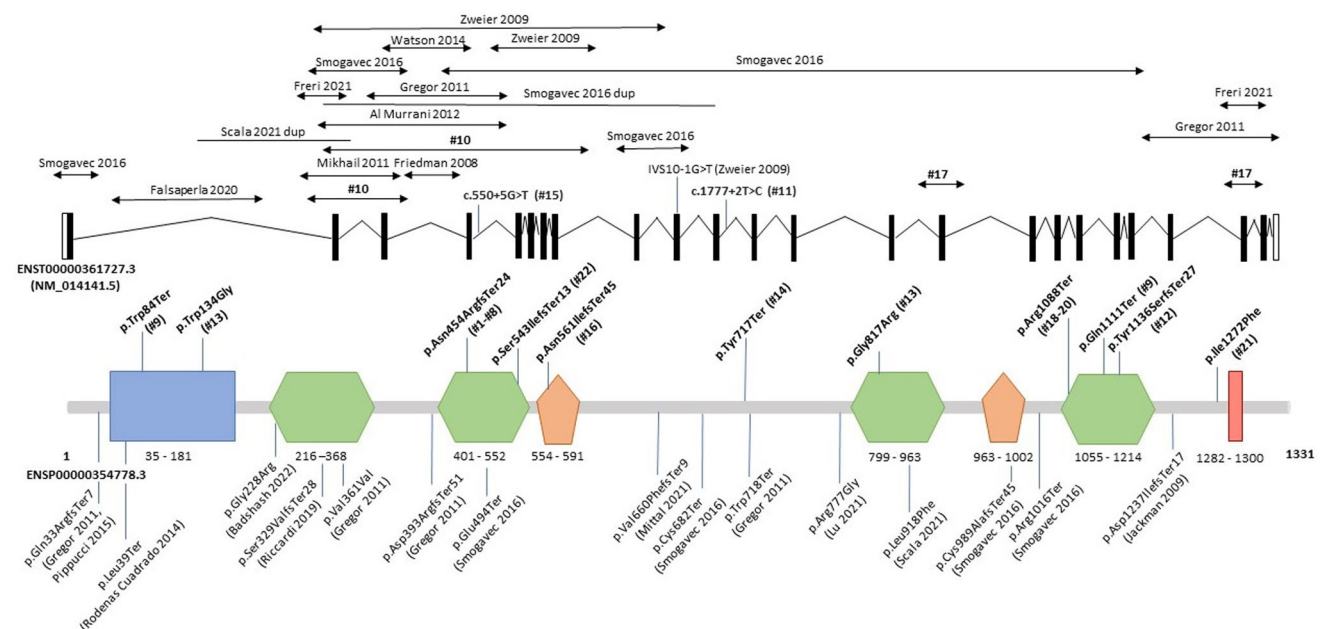 Zweier 2009
Watson 2014
Zweier 2009
Smogavec 2016
Smogavec 2016
Freri 2021
Gregor 2011
Smogavec 2016 dup
Freri 2021
Al Murrani 2012
Scala 2021 dup
#10
Smogavec 2016
Gregor 2011
Smogavec 2016
Mikhail 2011
Friedman 2008
IVS10-1G>T (Zweier 2009)
#17
#17
Falsaperla 2020
#10
c.550+5G>T (#15)
c.1777+2T>C (#11)
ENST00000361727.3
(NM_014141.5)
p.Trp84Ter
(#9)
p.Trp134Gly
(#13)
p.Asn454ArgfsTer24
(#1-#8)
p.Ser543IlefsTer13 (#22)
p.Asn561IlefsTer45
(#16)
p.Tyr717Ter (#14)
p.Gly817Arg (#13)
p.Arg1088Ter
(#18-20)
p.Gln1111Ter (#9)
p.Tyr1136SerfsTer27
(#12)
p.Ile1272Phe
(#21)
1
35 - 181
216 –368
401 - 552
554 - 591
799 - 963
963 - 1002
1055 - 1214
1282 - 1300
1331
ENSP00000354778.3
p.Gln33ArgfsTer7
(Gregor 2011,
Pippucci 2015)
p.Leu39Ter
(Rodenas Cuadrado 2014)
p.Gly228Arg
(Badshash 2022)
p.Ser329ValfsTer28
(Riccardi 2019)
p.Val361Val
(Gregor 2011)
p.Asp393ArgfsTer51
(Gregor 2011)
p.Glu494Ter
(Smogavec 2016)
p.Val660PhefsTer9
(Mittal 2021)
p.Cys682Ter
(Smogavec 2016)
p.Trp718Ter
(Gregor 2011)
p.Arg777Gly
(Lu 2021)
p.Leu918Phe
(Scala 2021)
p.Cys989AlafsTer45
(Smogavec 2016)
p.Arg1016Ter
(Smogavec 2016)
p.Asp1237IlefsTer17
(Jackman 2009)